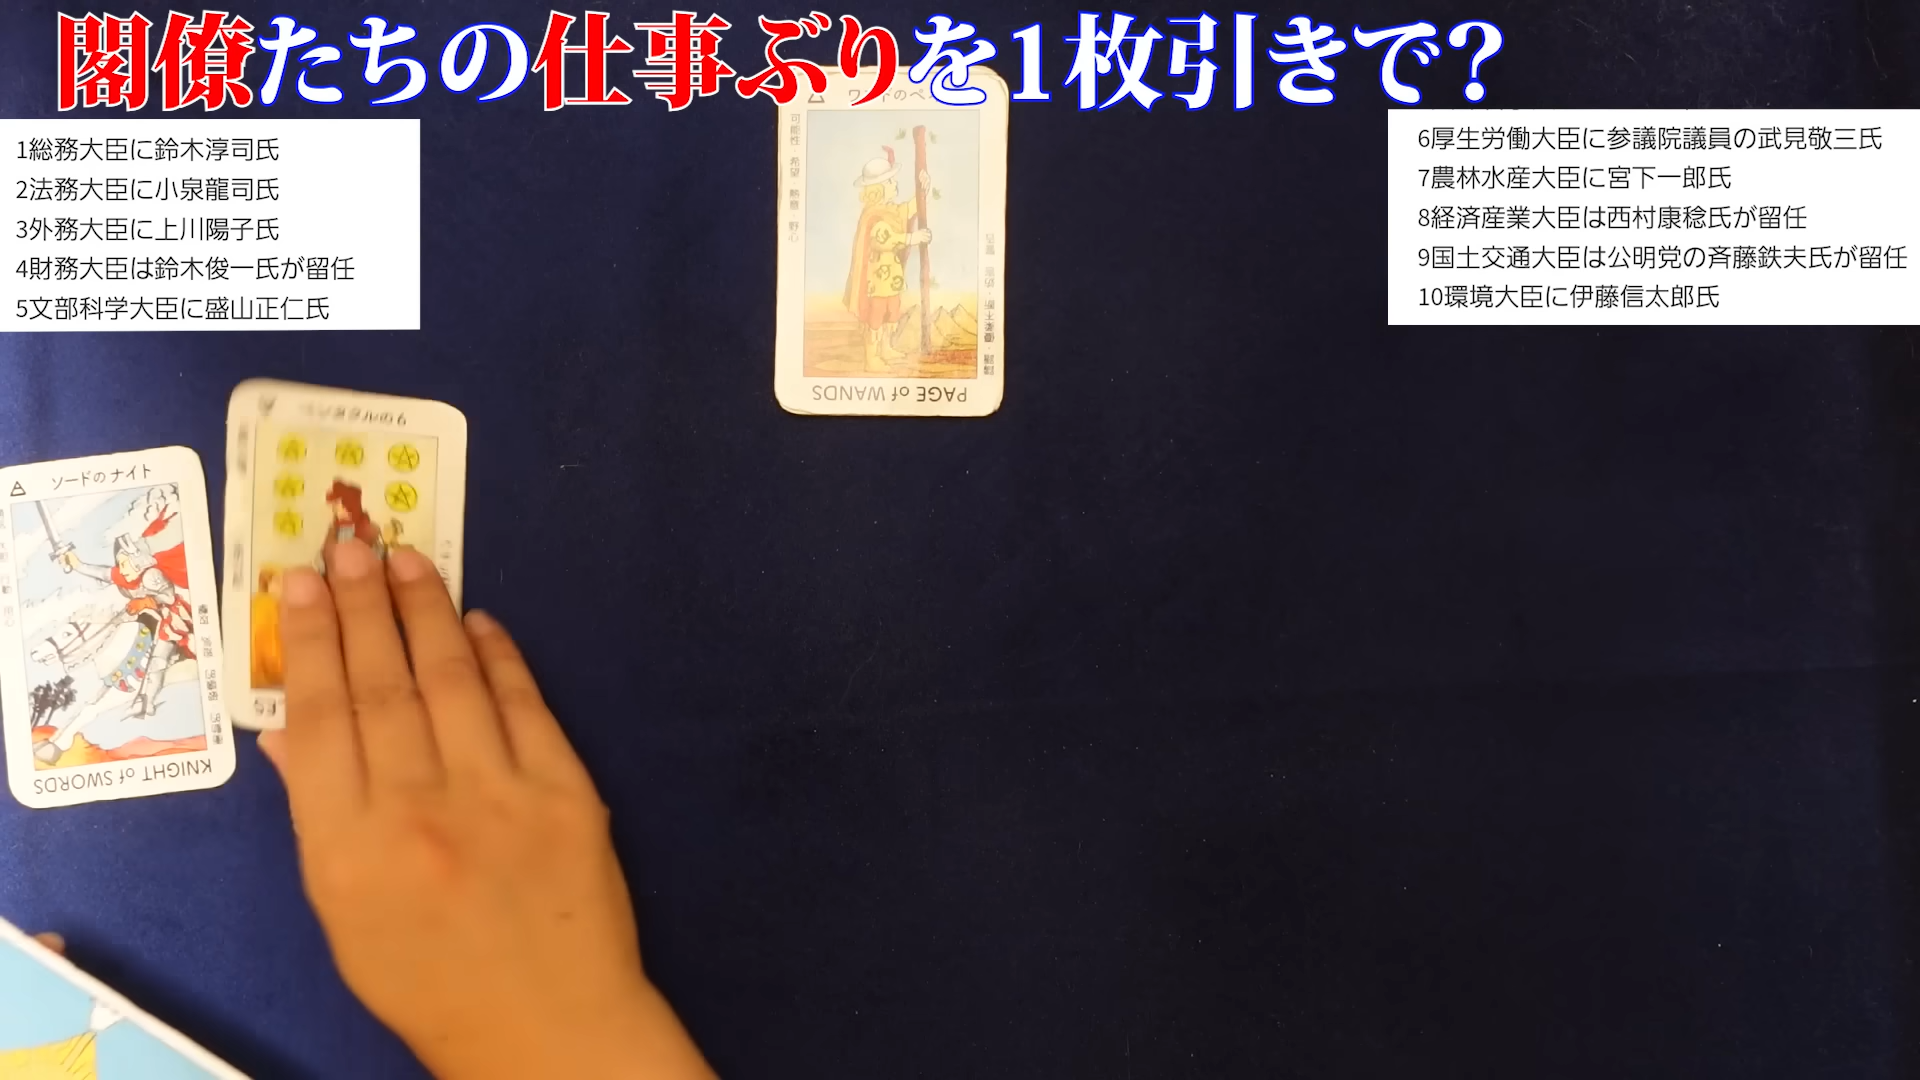 閣僚たちの仕事ぶりを1枚引きで?
1総務大臣に鈴木淳司氏
2法務大臣に小泉龍司氏
3外務大臣に上川陽子氏
4財務大臣は鈴木俊一氏が留任
5文部科学大臣に盛山正仁氏
6厚生労働大臣に参議院議員の武見敬三氏
7農林水産大臣に宮下一郎氏
8経済産業大臣は西村康稔氏が留任
9国土交通大臣は公明党の斉藤鉄夫氏が留任
10環境大臣に伊藤信太郎氏
可能性・希望
PAGE of WANDS
ソードのナイト
KNIGHT of SWORDS